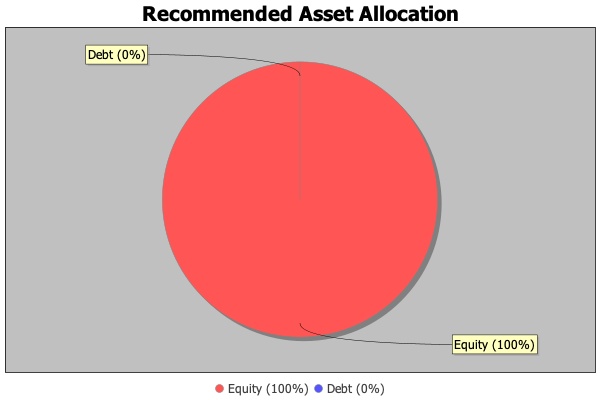 Recommended Asset Allocation
Debt (0%)
Equity (100%)
Equity (100%) Debt (0%)